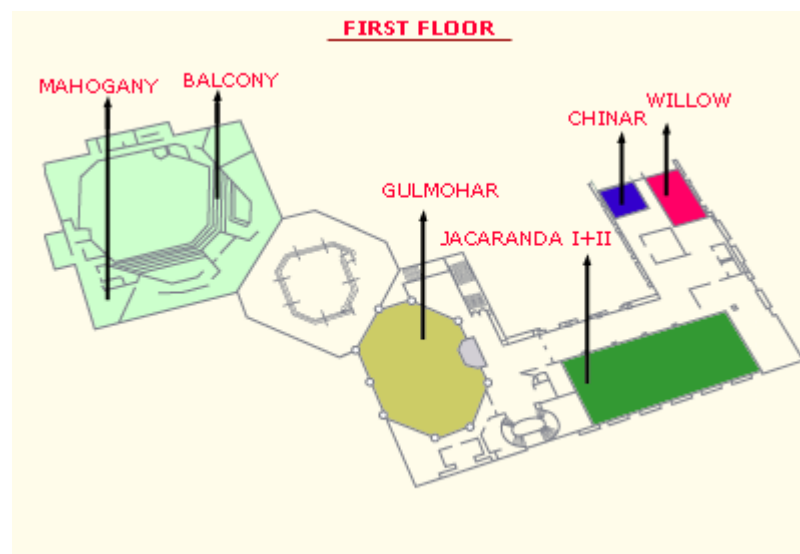 FIRST FLOOR
MAHOGANY
BALCONY
WILLOW
CHINAR
GULMOHAR
JACARANDA I+II